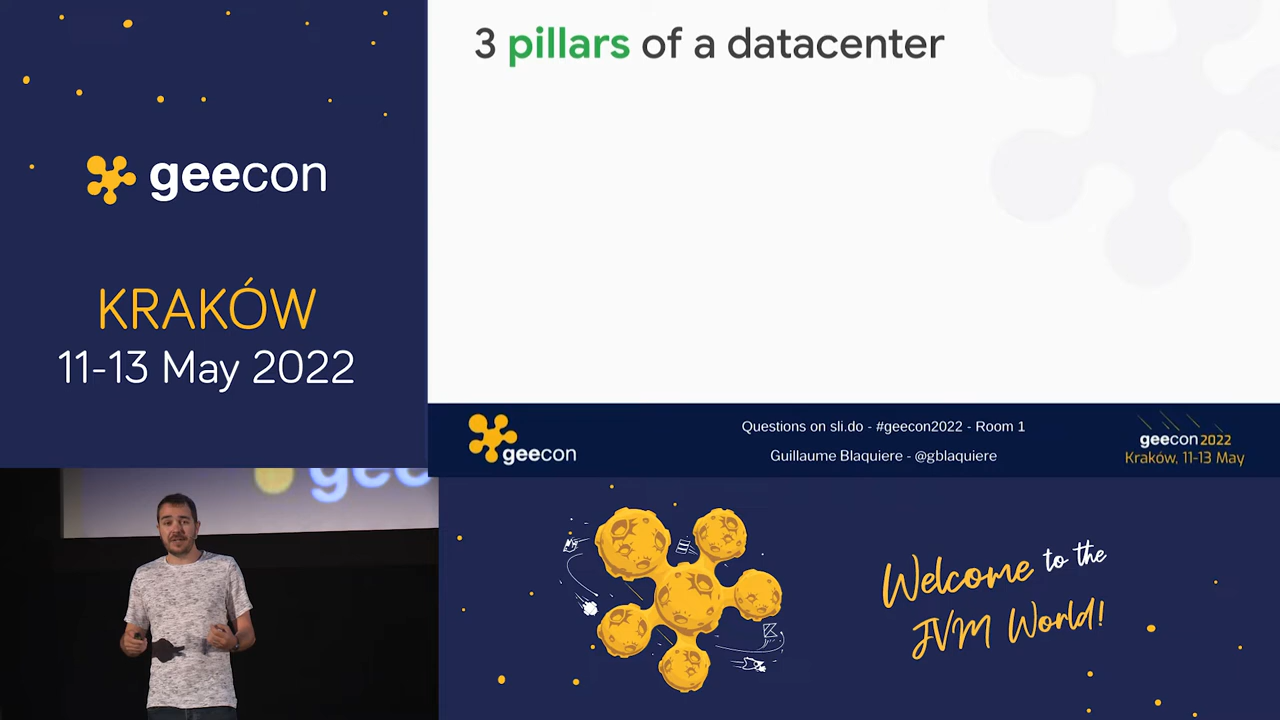 geecon
KRAKÓW
11-13 May 2022
3 pillars of a datacenter
geecon
Questions on sli.do - #geecon2022 - Room 1
Guillaume Blaquiere - @gblaquiere
geecon 2022
Kraków, 11-13 May
gee
Welcome to the
JVM World!